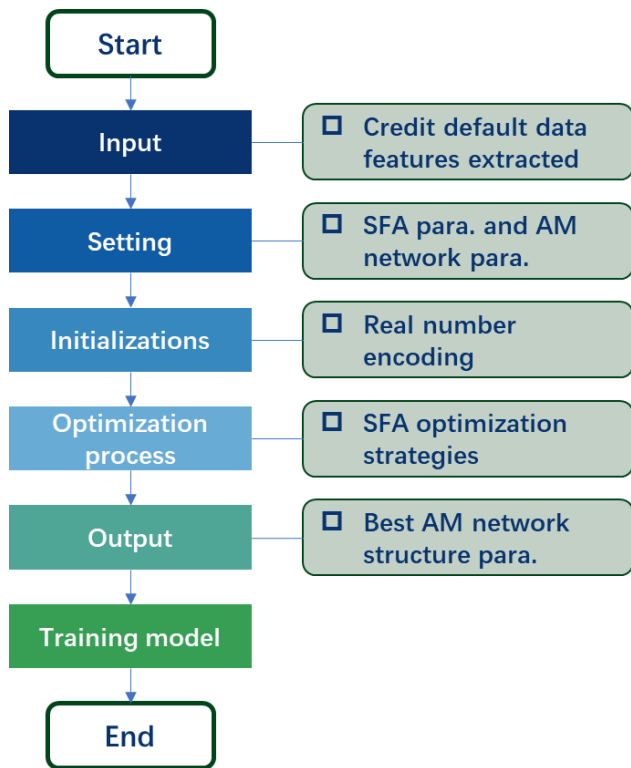 Start
Input
Credit default data
features extracted
Setting
SFA para. and AM
network para.
Initializations
Real number
encoding
Optimization
process
SFA optimization
strategies
Output
Best AM network
structure para.
Training model
End